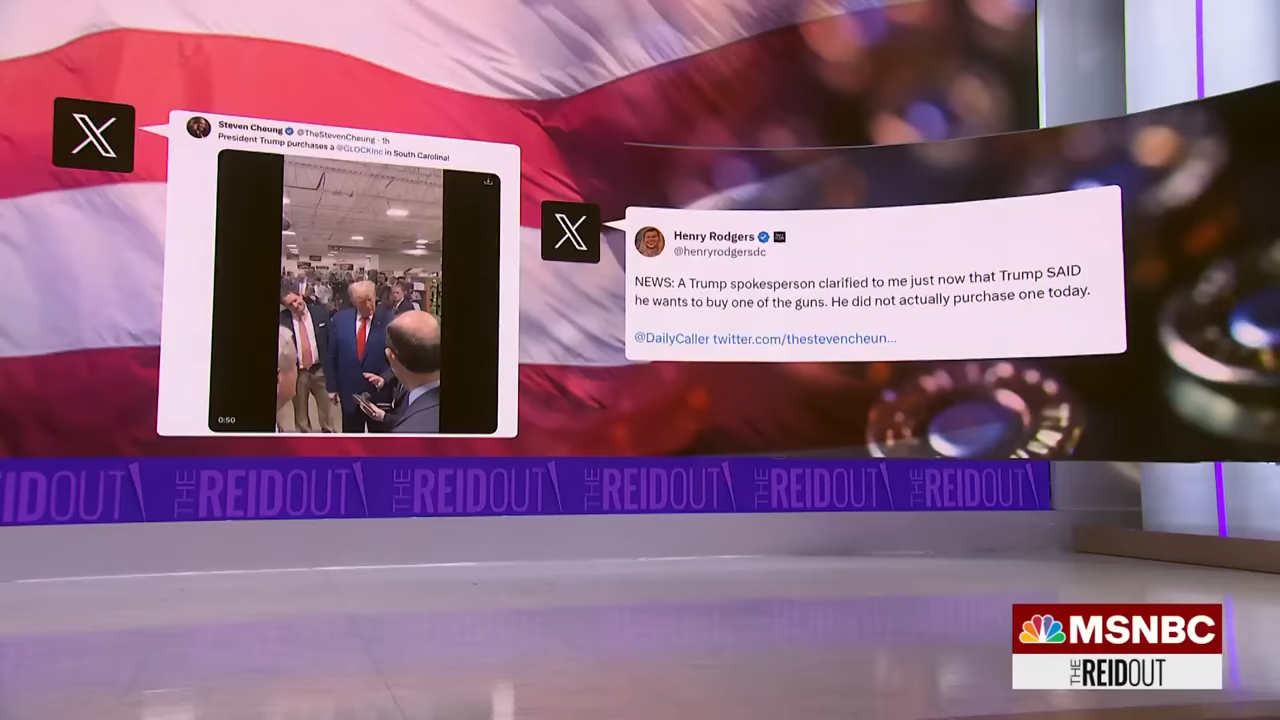 Steven Cheung @TheStevenCheung · 1h
President Trump purchases a @GLOCKInc in South Carolina!
0:50
Henry Rodgers
@henryrodgersdc
NEWS: A Trump spokesperson clarified to me just now that Trump SAID
he wants to buy one of the guns. He did not actually purchase one today.
@DailyCaller twitter.com/thestevencheun...
IDOUT THE REIDOUT THE REIDOUT THE REIDOUT THE REIDOUT THE REIDOUT
MSNBC
THE REIDOUT